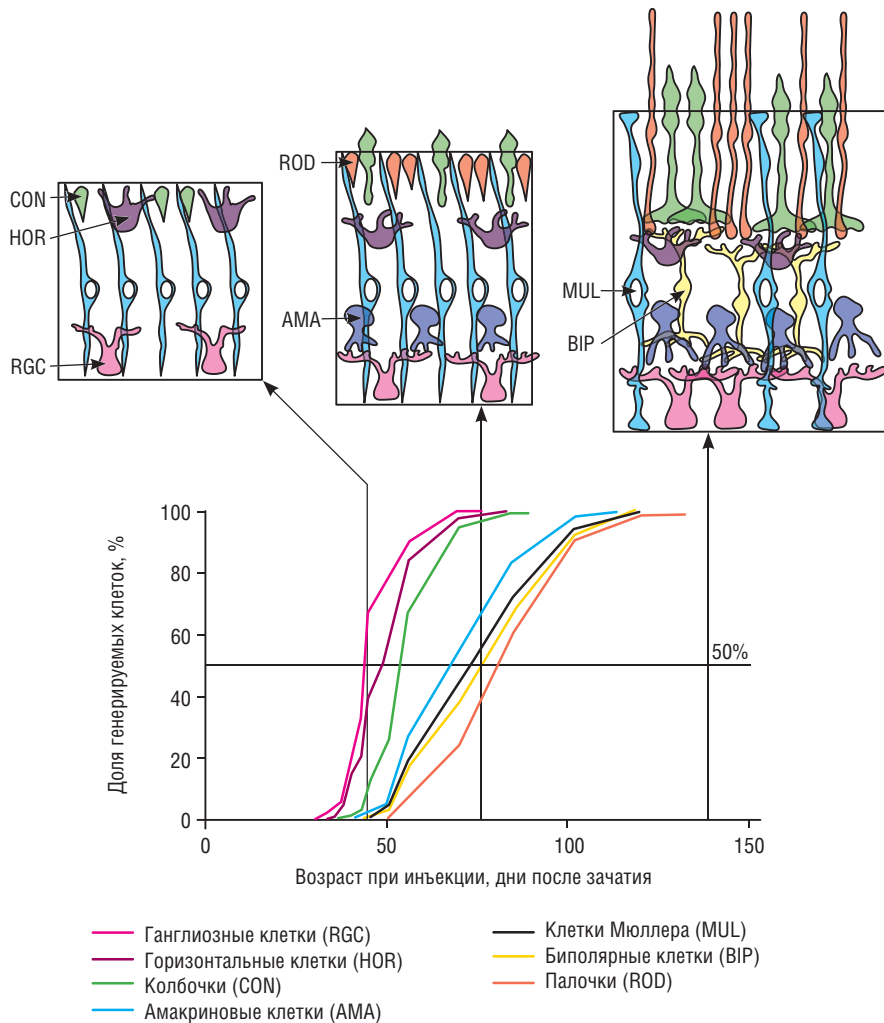 CON
HOR
RGC
ROD
AMA
MUL
BIP
Доля генерируемых клеток, %
100
80
60
40
20
0
50%
0
50
100
150
Возраст при инъекции, дни после зачатия
Ганглиозные клетки (RGC)
Горизонтальные клетки (HOR)
Колбочки (CON)
Амакриновые клетки (AMA)
Клетки Мюллера (MUL)
Биполярные клетки (BIP)
Палочки (ROD)